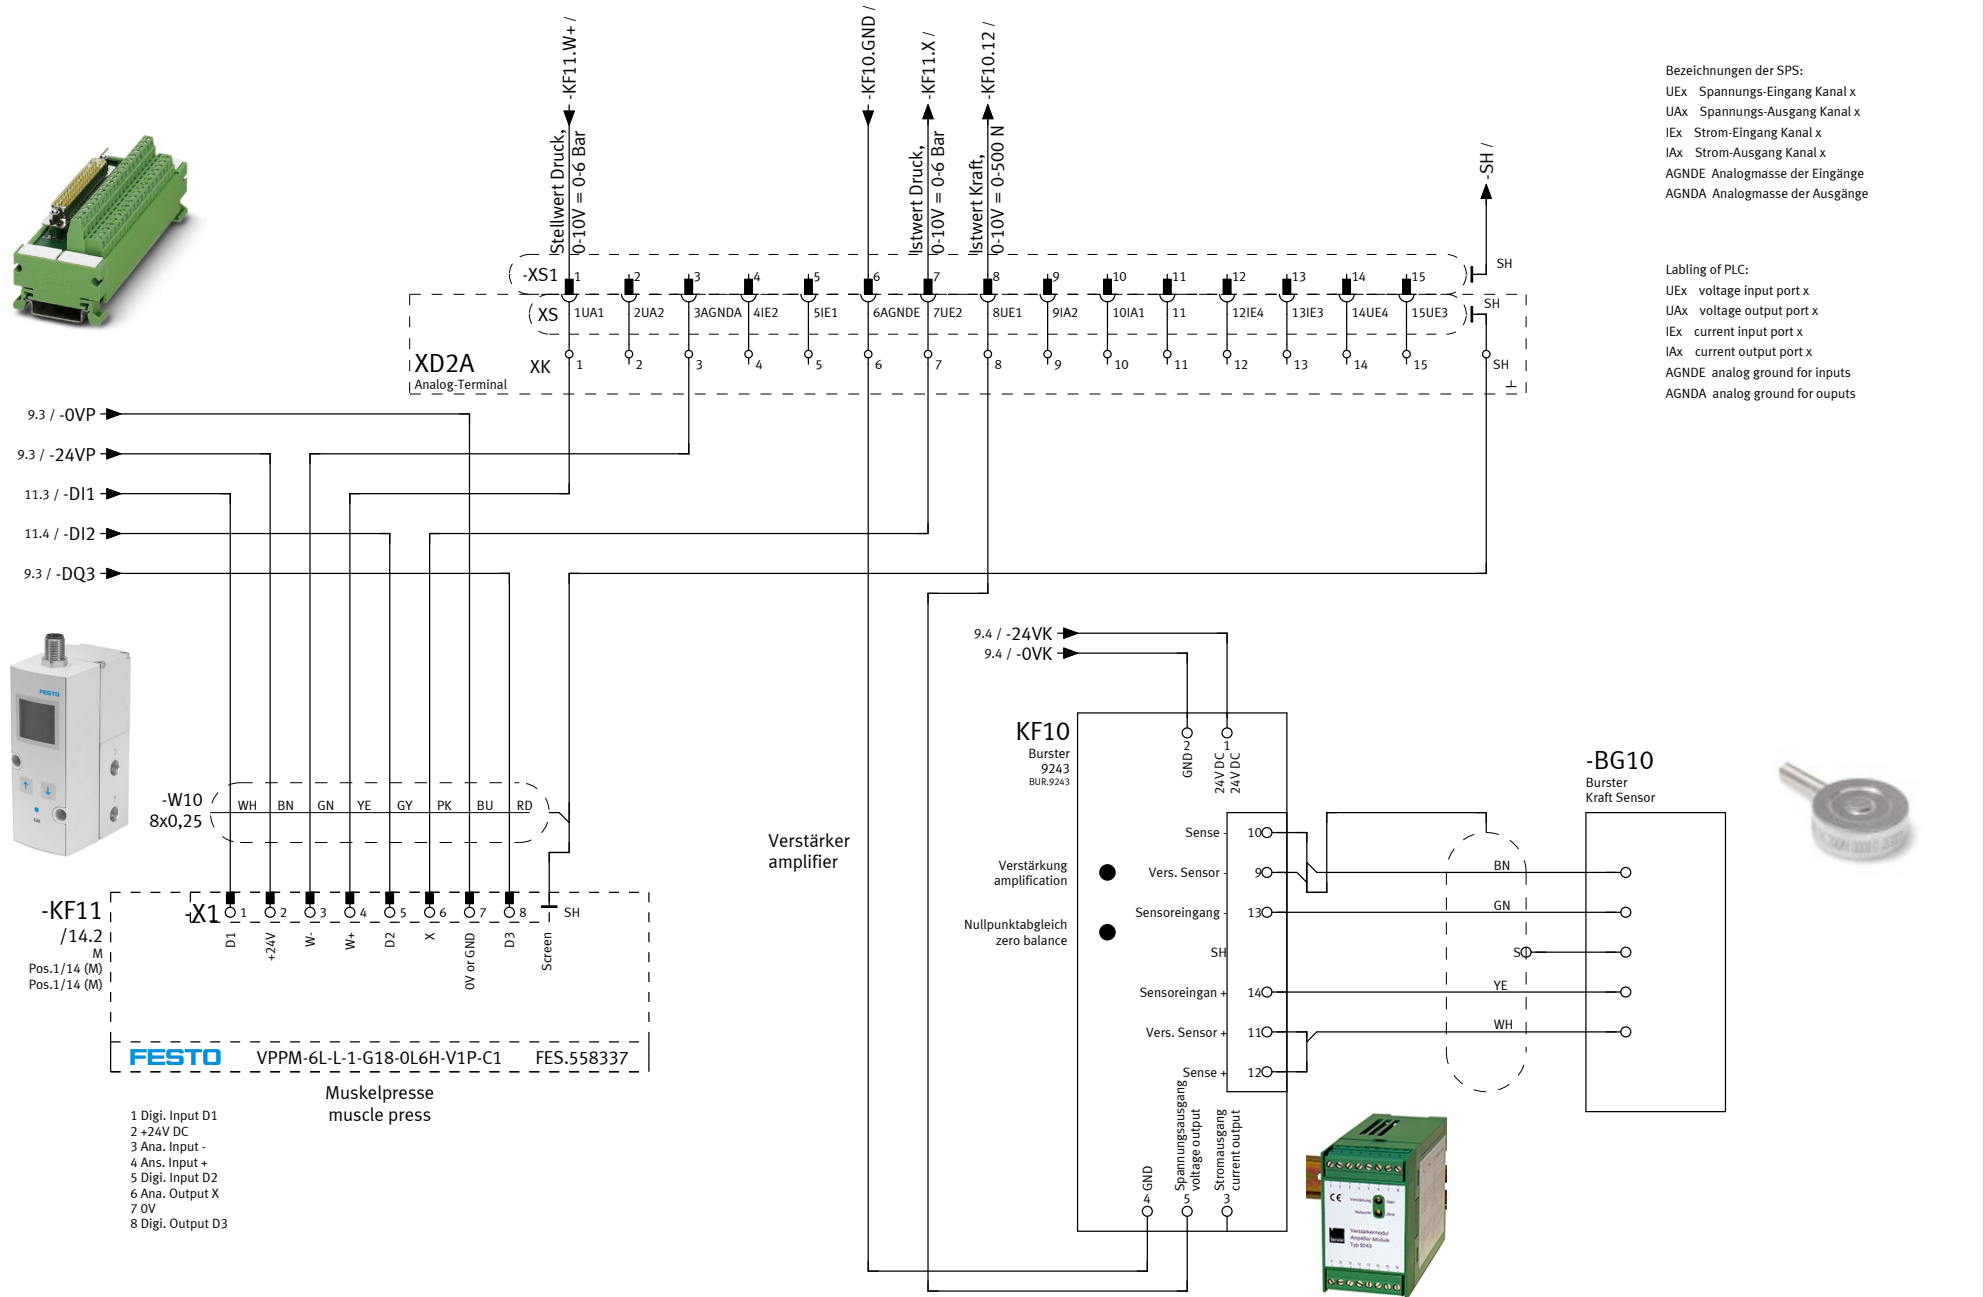 -KF11.W+ /
-KF10.GND /
-KF11.X /
-KF10.12 /
-SH /
Stellwert Druck,
0-10V = 0-6 Bar
Istwert Druck,
0-10V = 0-6 Bar
Istwert Kraft,
0-10V = 0-500 N
Bezeichnungen der SPS:
UEx Spannungs-Eingang Kanal x
UAx Spannungs-Ausgang Kanal x
IEx Strom-Eingang Kanal x
IAx Strom-Ausgang Kanal x
AGNDE Analogmasse der Eingänge
AGNDA Analogmasse der Ausgänge
Labling of PLC:
UEx voltage input port x
UAx voltage output port x
IEx current input port x
IAx current output port x
AGNDE analog ground for inputs
AGNDA analog ground for ouputs
-XS1 1 2 3 4 5 6 7 8 9 10 11 12 13 14 15 SH
XS 1UA1 2UA2 3AGNDA 4IE2 5IE1 6AGNDE 7UE2 8UE1 9IA2 10IA1 11 12IE4 13IE3 14UE4 15UE3 SH
XD2A
Analog-Terminal
XK 1 2 3 4 5 6 7 8 9 10 11 12 13 14 15 SH
9.3 / -0VP
9.3 / -24VP
11.3 / -DI1
11.4 / -DI2
9.3 / -DQ3
9.4 / -24VK
9.4 / -0VK
FESTO
-W10
8x0,25
WH BN GN YE GY PK BU RD
-KF11
/14.2
M
Pos.1/14 (M)
Pos.1/14 (M)
-X1 1 2 3 4 5 6 7 8 SH
D1
+24V
W-
W+
D2
X
0V or GND
D3
Screen
FESTO VPPM-6L-L-1-G18-0L6H-V1P-C1 FES.558337
Muskelpresse
muscle press
1 Digi. Input D1
2 +24V DC
3 Ana. Input -
4 Ans. Input +
5 Digi. Input D2
6 Ana. Output X
7 0V
8 Digi. Output D3
Verstärker
amplifier
KF10
Burster
9243
BUR.9243
2
GND
1
24V DC
24V DC
Verstärkung
amplification
Nullpunktabgleich
zero balance
Sense - 10
Vers. Sensor - 9
Sensoreingang - 13
SH
Sensoreingan + 14
Vers. Sensor + 11
Sense + 12
GND
4
Spannungsausgang
voltage output
5
Stromausgang
current output
3
BN
GN
S
YE
WH
-BG10
Burster
Kraft Sensor
CE
Verstärkermodul
Amplifier Module
Typ 9243